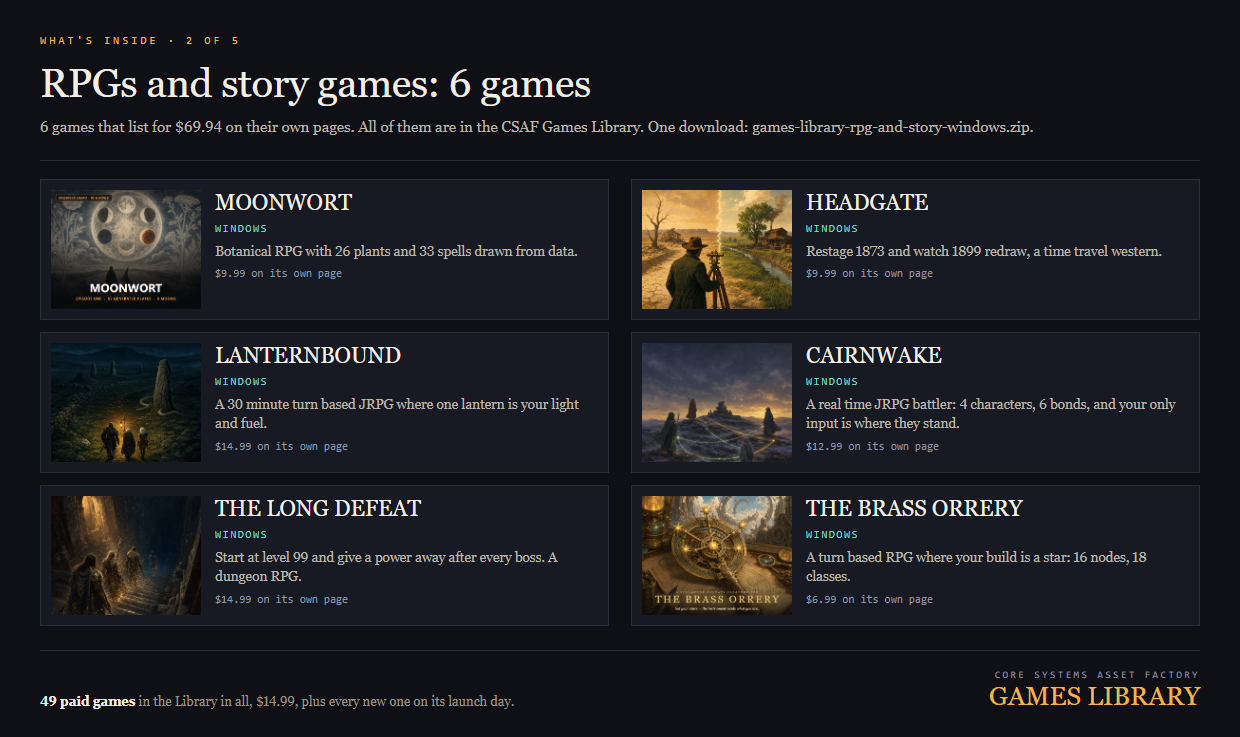 WHAT'S INSIDE · 2 OF 5
RPGs and story games: 6 games
6 games that list for $69.94 on their own pages. All of them are in the CSAF Games Library. One download: games-library-rpg-and-story-windows.zip.
MOONWORT
MOONWORT
WINDOWS
Botanical RPG with 26 plants and 33 spells drawn from data.
$9.99 on its own page
HEADGATE
WINDOWS
Restage 1873 and watch 1899 redraw, a time travel western.
$9.99 on its own page
LANTERNBOUND
WINDOWS
A 30 minute turn based JRPG where one lantern is your light
and fuel.
$14.99 on its own page
CAIRNWAKE
WINDOWS
A real time JRPG battler: 4 characters, 6 bonds, and your only
input is where they stand.
$12.99 on its own page
THE LONG DEFEAT
WINDOWS
Start at level 99 and give a power away after every boss. A
dungeon RPG.
$14.99 on its own page
THE BRASS ORRERY
THE BRASS ORRERY
WINDOWS
A turn based RPG where your build is a star: 16 nodes, 18
classes.
$6.99 on its own page
49 paid games in the Library in all, $14.99, plus every new one on its launch day.
CORE SYSTEMS ASSET FACTORY
GAMES LIBRARY